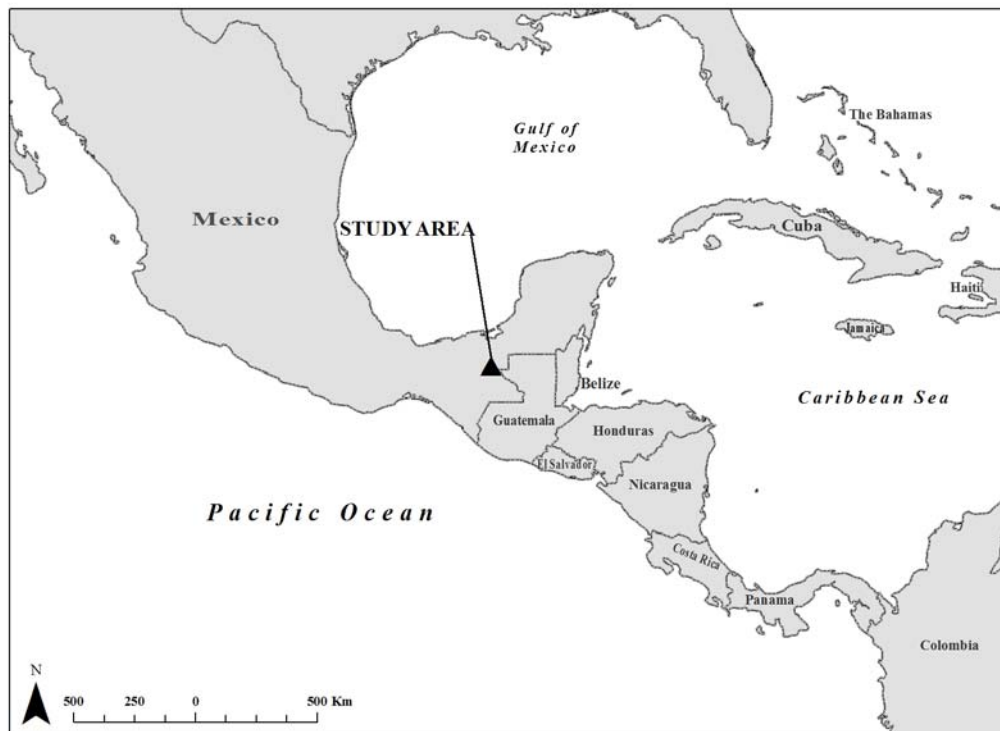 Gulf of
Mexico
The Bahamas
Mexico
STUDY AREA
Cuba
Haiti
Jamaica
Belize
Caribbean Sea
Guatemala
Honduras
El Salvador
Nicaragua
Pacific Ocean
Costa Rica
Panama
Colombia
N
500 250 0 500 Km